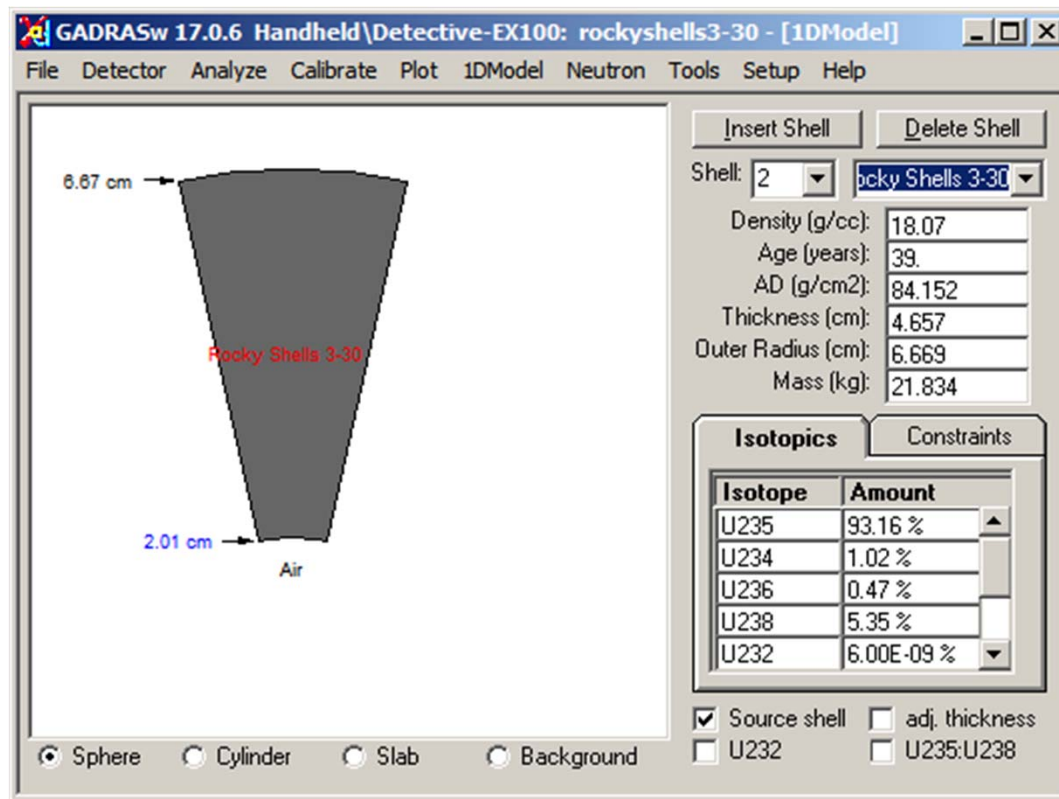 GADRASw 17.0.6 Handheld\Detective-EX100: rockyshells3-30 - [1DModel]
File Detector Analyze Calibrate Plot 1DModel Neutron Tools Setup Help
Insert Shell Delete Shell
Shell: 2 ocky Shells 3-30
6.67 cm
Density (g/cc): 18.07
Age (years): 39.
AD (g/cm2): 84.152
Thickness (cm): 4.657
Rocky Shells 3-30
Outer Radius (cm): 6.669
Mass (kg): 21.834
Isotopics Constraints
Isotope Amount
U235 93.16 %
2.01 cm
U234 1.02 %
Air
U236 0.47 %
U238 5.35 %
U232 6.00E-09 %
Source shell adj. thickness
Sphere Cylinder Slab Background
U232 U235:U238